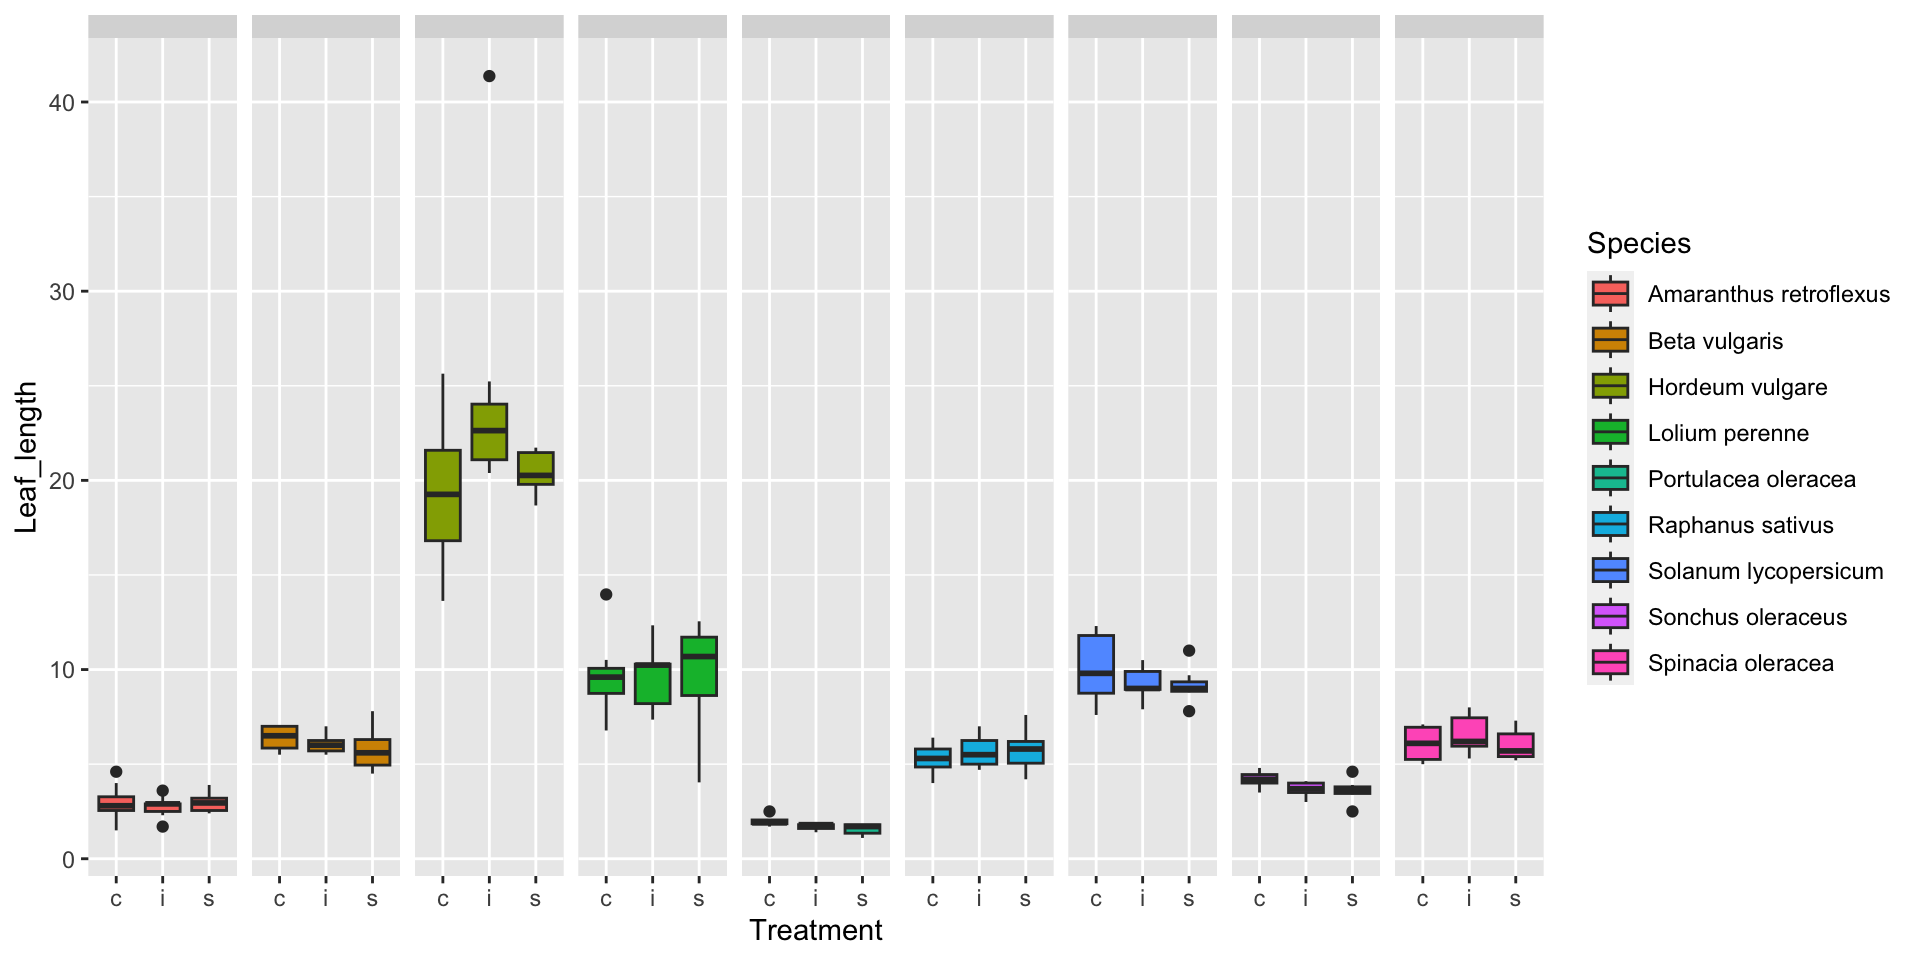 40
30
20
10
0
Leaf_length
c i s c i s c i s c i s c i s c i s c i s c i s c i s
Treatment
Species
Amaranthus retroflexus
Beta vulgaris
Hordeum vulgare
Lolium perenne
Portulacea oleracea
Raphanus sativus
Solanum lycopersicum
Sonchus oleraceus
Spinacia oleracea